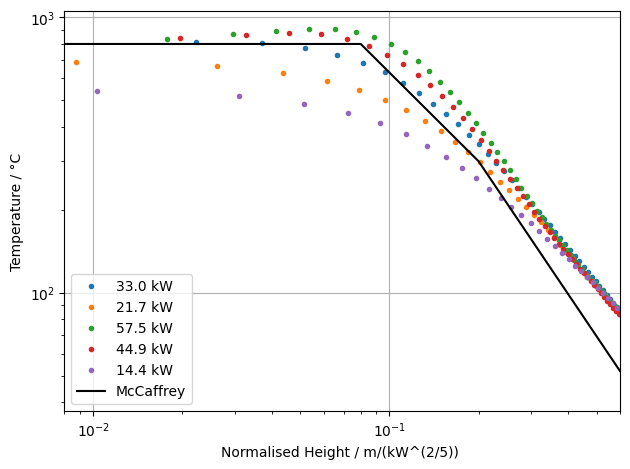 10^3
10^2
Temperature / °C
33.0 kW
21.7 kW
57.5 kW
44.9 kW
14.4 kW
McCaffrey
10^−2
10^−1
Normalised Height / m/(kW^(2/5))